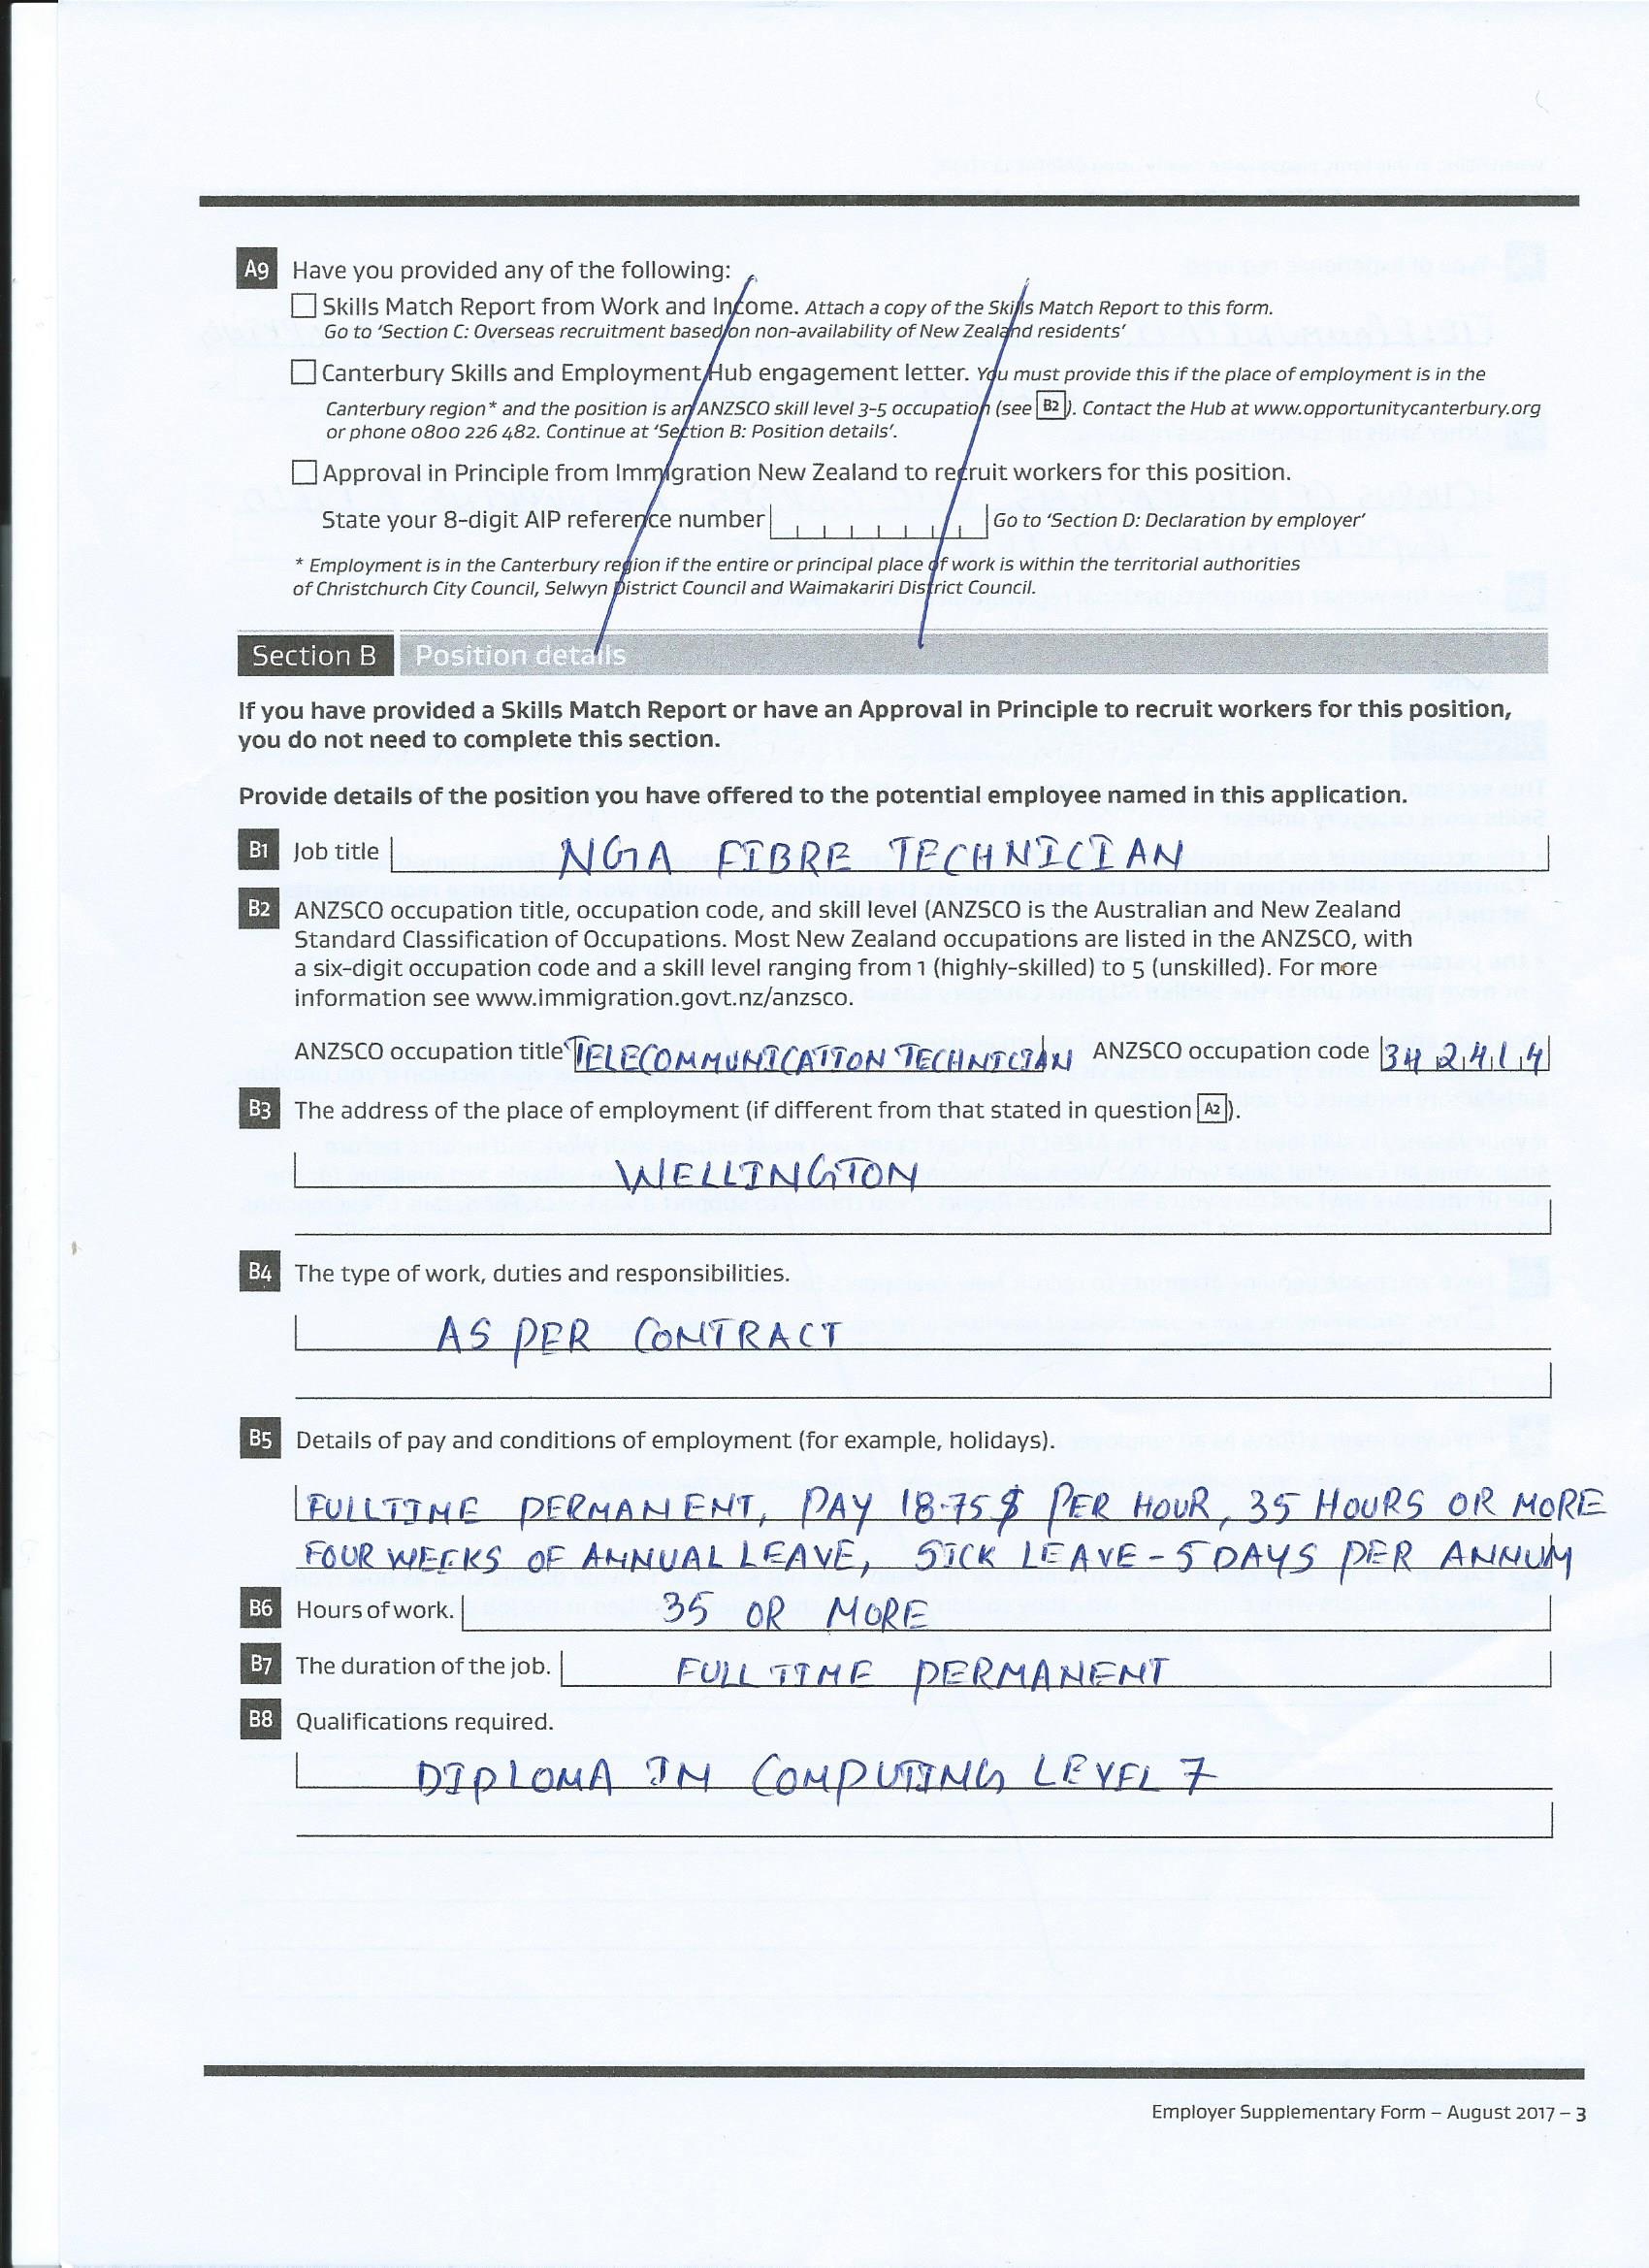 A9 Have you provided any of the following:
Skills Match Report from Work and Income. Attach a copy of the Skills Match Report to this form.
Go to 'Section C: Overseas recruitment based on non-availability of New Zealand residents'
Canterbury Skills and Employment Hub engagement letter. You must provide this if the place of employment is in the
Canterbury region* and the position is an ANZSCO skill level 3-5 occupation (see B2). Contact the Hub at www.opportunitycanterbury.org
or phone 0800 226 482. Continue at 'Section B: Position details'.
Approval in Principle from Immigration New Zealand to recruit workers for this position.
State your 8-digit AIP reference number Go to 'Section D: Declaration by employer'
* Employment is in the Canterbury region if the entire or principal place of work is within the territorial authorities
of Christchurch City Council, Selwyn District Council and Waimakariri District Council.
Section B Position details
If you have provided a Skills Match Report or have an Approval in Principle to recruit workers for this position,
you do not need to complete this section.
Provide details of the position you have offered to the potential employee named in this application.
B1 Job title NGA FIBRE TECHNICIAN
B2 ANZSCO occupation title, occupation code, and skill level (ANZSCO is the Australian and New Zealand
Standard Classification of Occupations. Most New Zealand occupations are listed in the ANZSCO, with
a six-digit occupation code and a skill level ranging from 1 (highly-skilled) to 5 (unskilled). For more
information see www.immigration.govt.nz/anzsco.
ANZSCO occupation title TELECOMMUNICATION TECHNICIAN ANZSCO occupation code 342414
B3 The address of the place of employment (if different from that stated in question A2).
WELLINGTON
B4 The type of work, duties and responsibilities.
AS PER CONTRACT
B5 Details of pay and conditions of employment (for example, holidays).
FULLTIME PERMANENT, PAY 18.75$ PER HOUR, 35 HOURS OR MORE
FOUR WEEKS OF ANNUAL LEAVE, SICK LEAVE - 5 DAYS PER ANNUM
B6 Hours of work. 35 OR MORE
B7 The duration of the job. FULL TIME PERMANENT
B8 Qualifications required.
DIPLOMA IN COMPUTING LEVEL 7
Employer Supplementary Form – August 2017 – 3